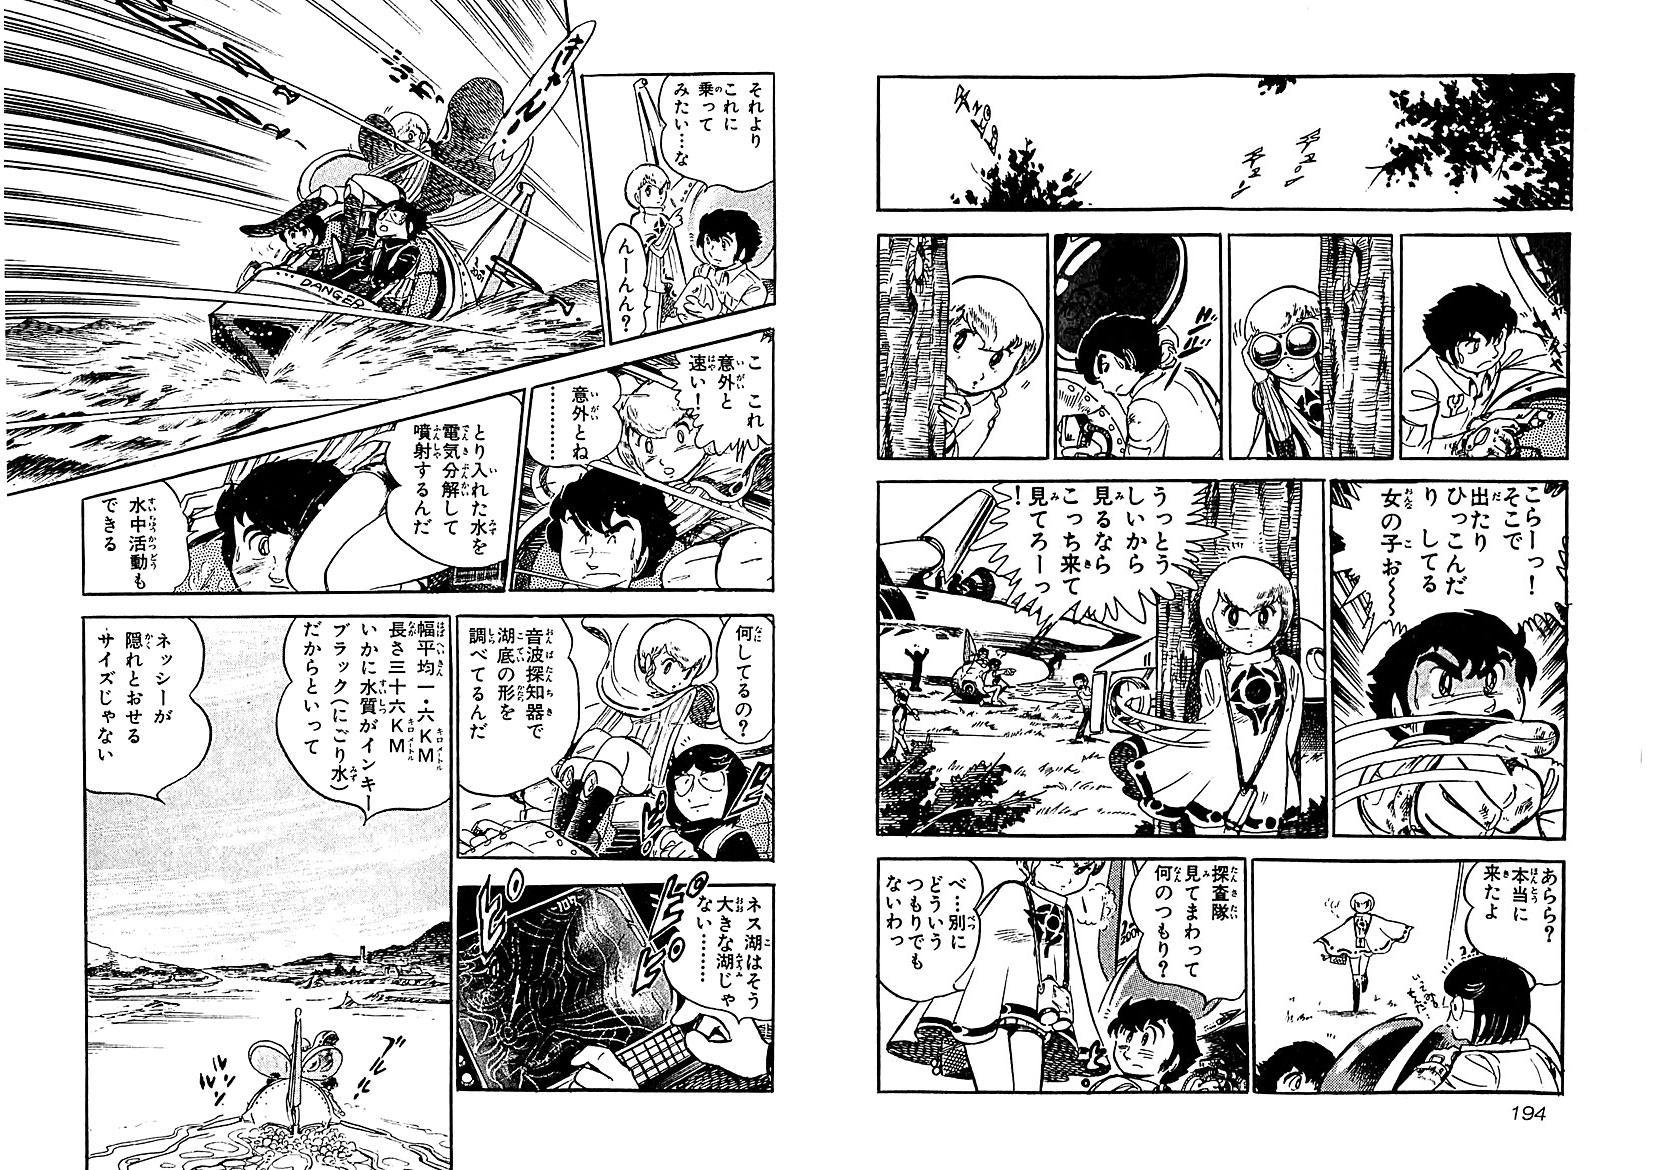 チュン
チュン
こらーっ!
そこで
出たり
ひっこんだ
り してる
女の子ぉ〜〜
うっとう
しいから
見るなら
こっち来て
見てろーっ
!
あらら?
本当に
来たよ
探査隊
見てまわって
何のつもり?
べ…別に
どういう
つもりでも
ないわっ
194
それより
これに
乗って
みたい…な
んーんん?
きゃん!
DANGER
こ これ
意外と
速い!
意外とね
…………
とり入れた水を
電気分解して
噴射するんだ
水中活動も
できる
何してるの?
音波探知器で
湖底の形を
調べてるんだ
ネス湖はそう
大きな湖じゃ
ない………
幅平均一・六KM
長さ三十六KM
いかに水質がインキー
ブラック(にごり水)
だからといって
ネッシーが
隠れとおせる
サイズじゃない